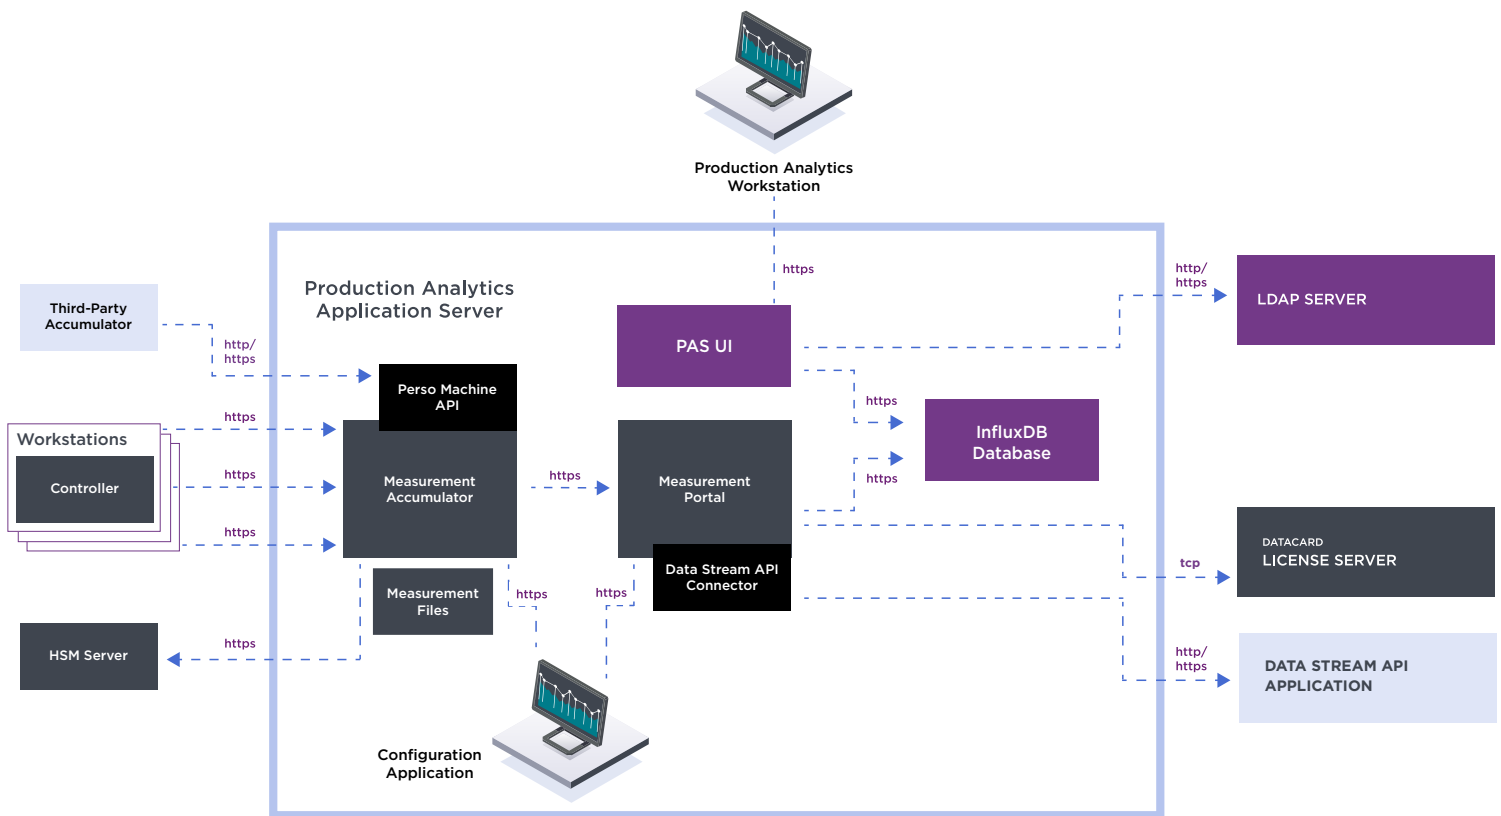 Production Analytics
Workstation
https
Production Analytics
Application Server
Third-Party
Accumulator
http/
https
Perso Machine
API
https
Workstations
Controller
https
https
Measurement
Accumulator
https
Measurement
Files
HSM Server
https
https
Configuration
Application
PAS UI
Measurement
Portal
Data Stream API
Connector
https
https
https
InfluxDB
Database
http/
https
LDAP SERVER
tcp
DATACARD
LICENSE SERVER
http/
https
DATA STREAM API
APPLICATION